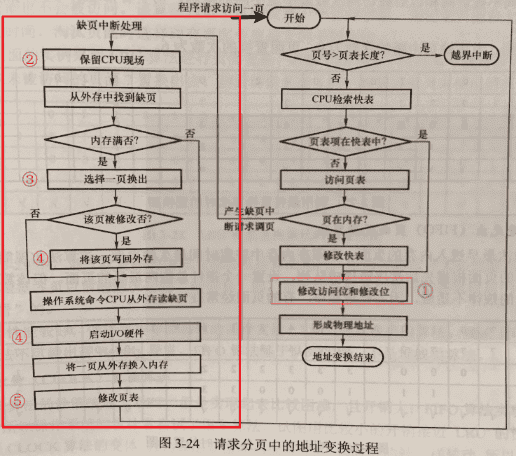 程序请求访问一页
开始
缺页中断处理
② 保留CPU现场
从外存中找到缺页
内存满否?
否
是
③ 选择一页换出
否
该页被修改否?
是
④ 将该页写回外存
操作系统命令CPU从外存读缺页
④ 启动I/O硬件
将一页从外存换入内存
⑤ 修改页表
页号>页表长度?
是
越界中断
否
CPU检索快表
页表项在快表中?
是
否
访问页表
产生缺页中
断请求调页
否
页在内存?
是
修改快表
修改访问位和修改位 ①
形成物理地址
地址变换结束
图 3-24 请求分页中的地址变换过程